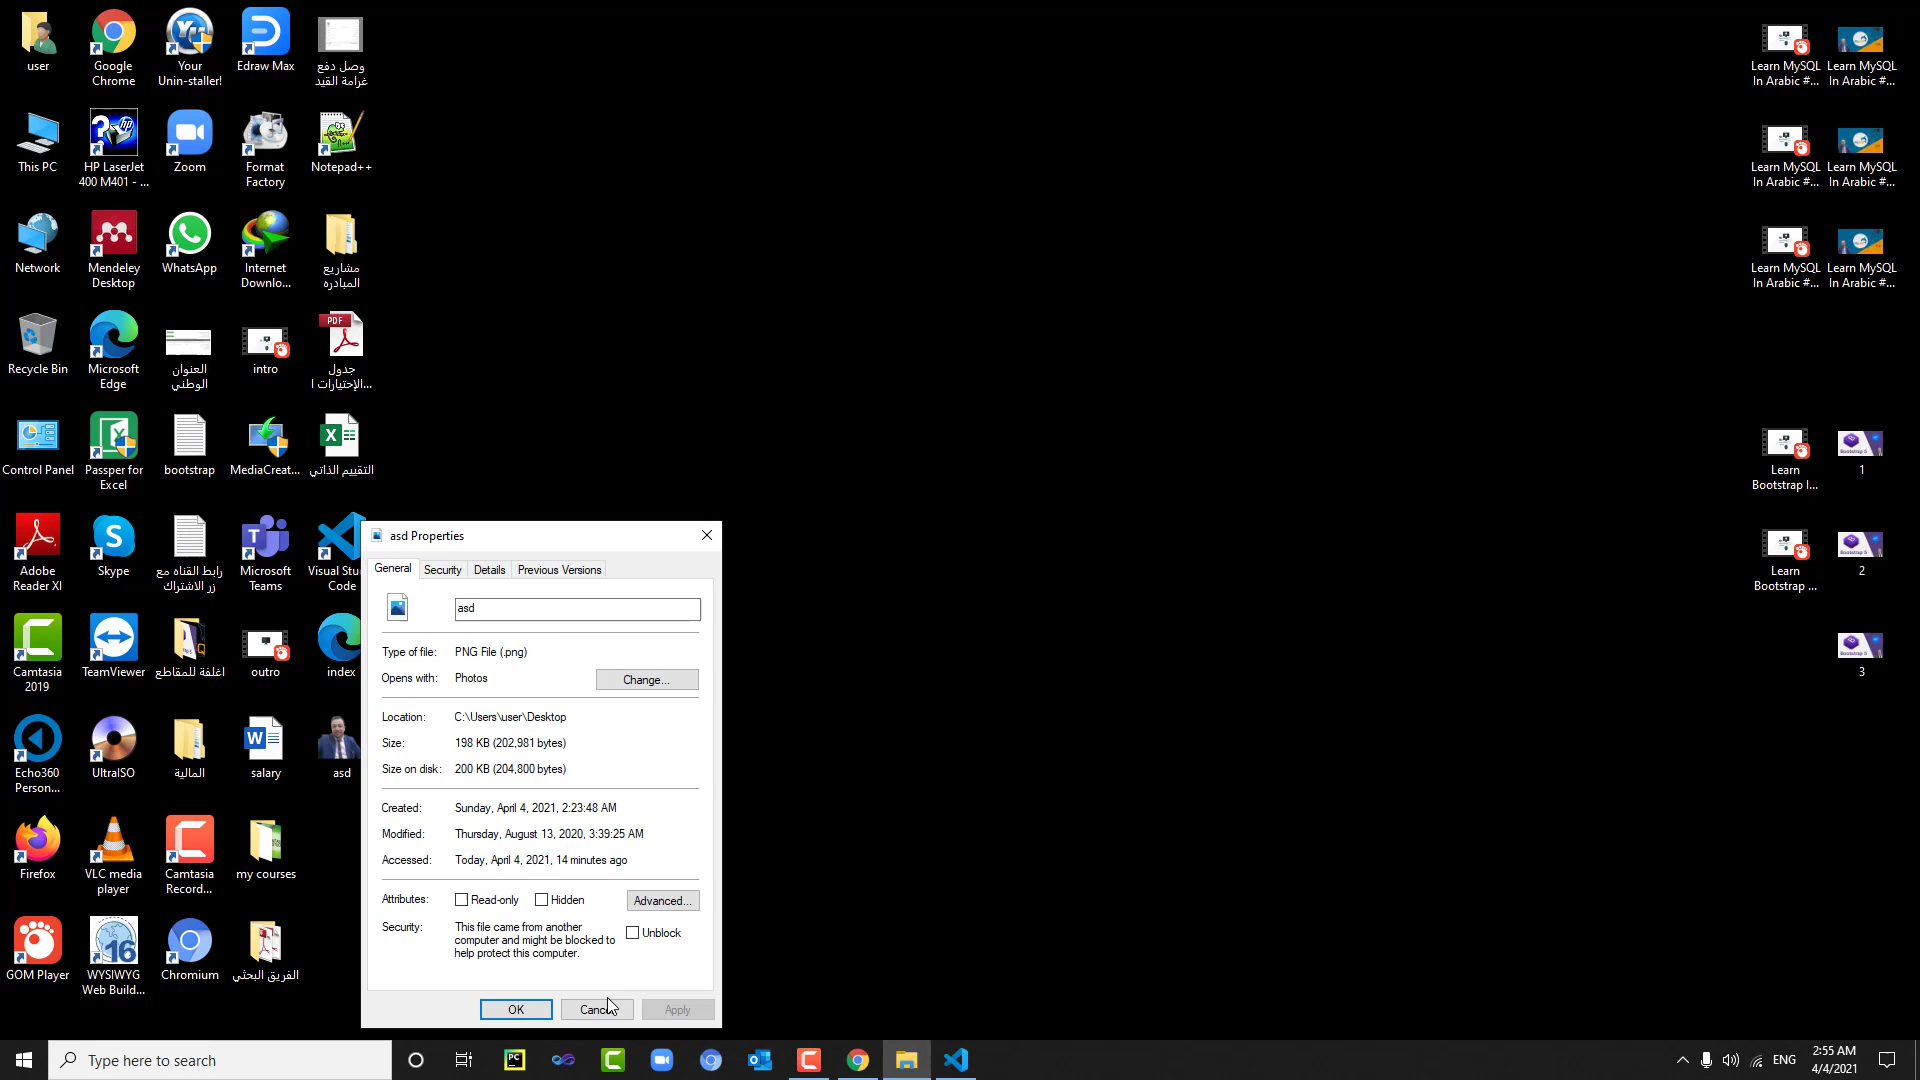 user
Google
Chrome
Your
Unin-staller!
Edraw Max
وصل دفع
غرامة القيد
This PC
HP LaserJet
400 M401 - ...
Zoom
Format
Factory
Notepad++
Network
Mendeley
Desktop
WhatsApp
Internet
Downlo...
مشاريع
المبادره
Recycle Bin
Microsoft
Edge
العنوان
الوطني
intro
PDF
جدول
الإختيارات ا...
Control Panel
Passper for
Excel
bootstrap
MediaCreat...
التقييم الذاتي
Adobe
Reader XI
Skype
رابط القناه مع
زر الاشتراك
Microsoft
Teams
Visual Stu
Code
Camtasia
2019
TeamViewer
اغلفة للمقاطع
outro
index
Echo360
Person...
UltraISO
المالية
salary
asd
Firefox
VLC media
player
Camtasia
Record...
my courses
GOM Player
16
WYSIWYG
Web Build...
Chromium
الفريق البحثي
Learn MySQL
In Arabic #...
Learn MySQL
In Arabic #...
Learn MySQL
In Arabic #...
Learn MySQL
In Arabic #...
Learn MySQL
In Arabic #...
Learn MySQL
In Arabic #...
Learn
Bootstrap I...
1
Learn
Bootstrap ...
2
3
asd Properties
General
Security
Details
Previous Versions
asd
Type of file: PNG File (.png)
Opens with: Photos
Change...
Location: C:\Users\user\Desktop
Size: 198 KB (202,981 bytes)
Size on disk: 200 KB (204,800 bytes)
Created: Sunday, April 4, 2021, 2:23:48 AM
Modified: Thursday, August 13, 2020, 3:39:25 AM
Accessed: Today, April 4, 2021, 14 minutes ago
Attributes: Read-only Hidden Advanced...
Security: This file came from another
computer and might be blocked to
help protect this computer.
Unblock
OK
Cancel
Apply
Type here to search
PC
ENG
2:55 AM
4/4/2021